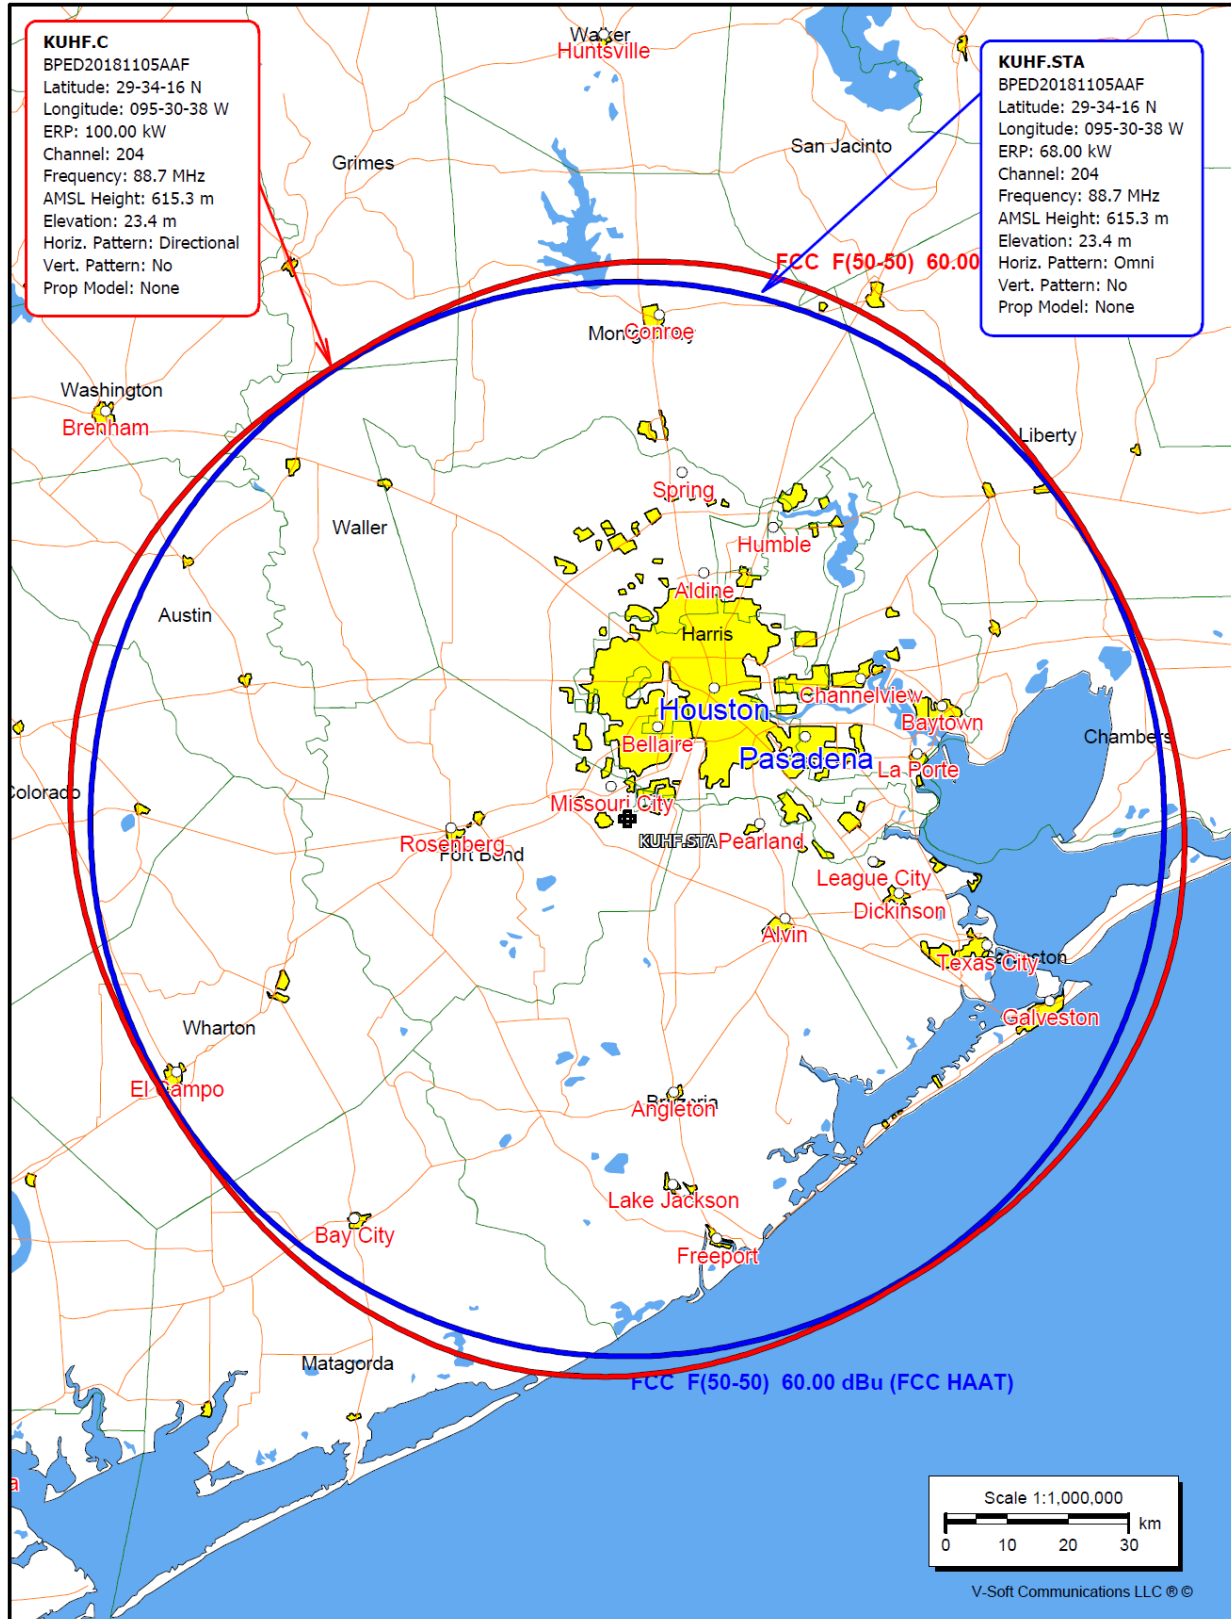 KUHF.C
BPED20181105AAF
Latitude: 29-34-16 N
Longitude: 095-30-38 W
ERP: 100.00 kW
Channel: 204
Frequency: 88.7 MHz
AMSL Height: 615.3 m
Elevation: 23.4 m
Horiz. Pattern: Directional
Vert. Pattern: No
Prop Model: None
KUHF.STA
BPED20181105AAF
Latitude: 29-34-16 N
Longitude: 095-30-38 W
ERP: 68.00 kW
Channel: 204
Frequency: 88.7 MHz
AMSL Height: 615.3 m
Elevation: 23.4 m
Horiz. Pattern: Omni
Vert. Pattern: No
Prop Model: None
Walker
Huntsville
San Jacinto
Grimes
FCC F(50-50) 60.00
Montgomery
Conroe
Washington
Brenham
Liberty
Spring
Waller
Humble
Aldine
Austin
Harris
Channelview
Houston
Baytown
Bellaire
Chambers
Pasadena
La Porte
Colorado
Missouri City
Rosenberg
Fort Bend
KUHF.STA
Pearland
League City
Dickinson
Alvin
Texas City
Galveston
Wharton
El Campo
Angleton
Lake Jackson
Bay City
Freeport
Matagorda
FCC F(50-50) 60.00 dBu (FCC HAAT)
a
Scale 1:1,000,000
km
0 10 20 30
V-Soft Communications LLC ® ©